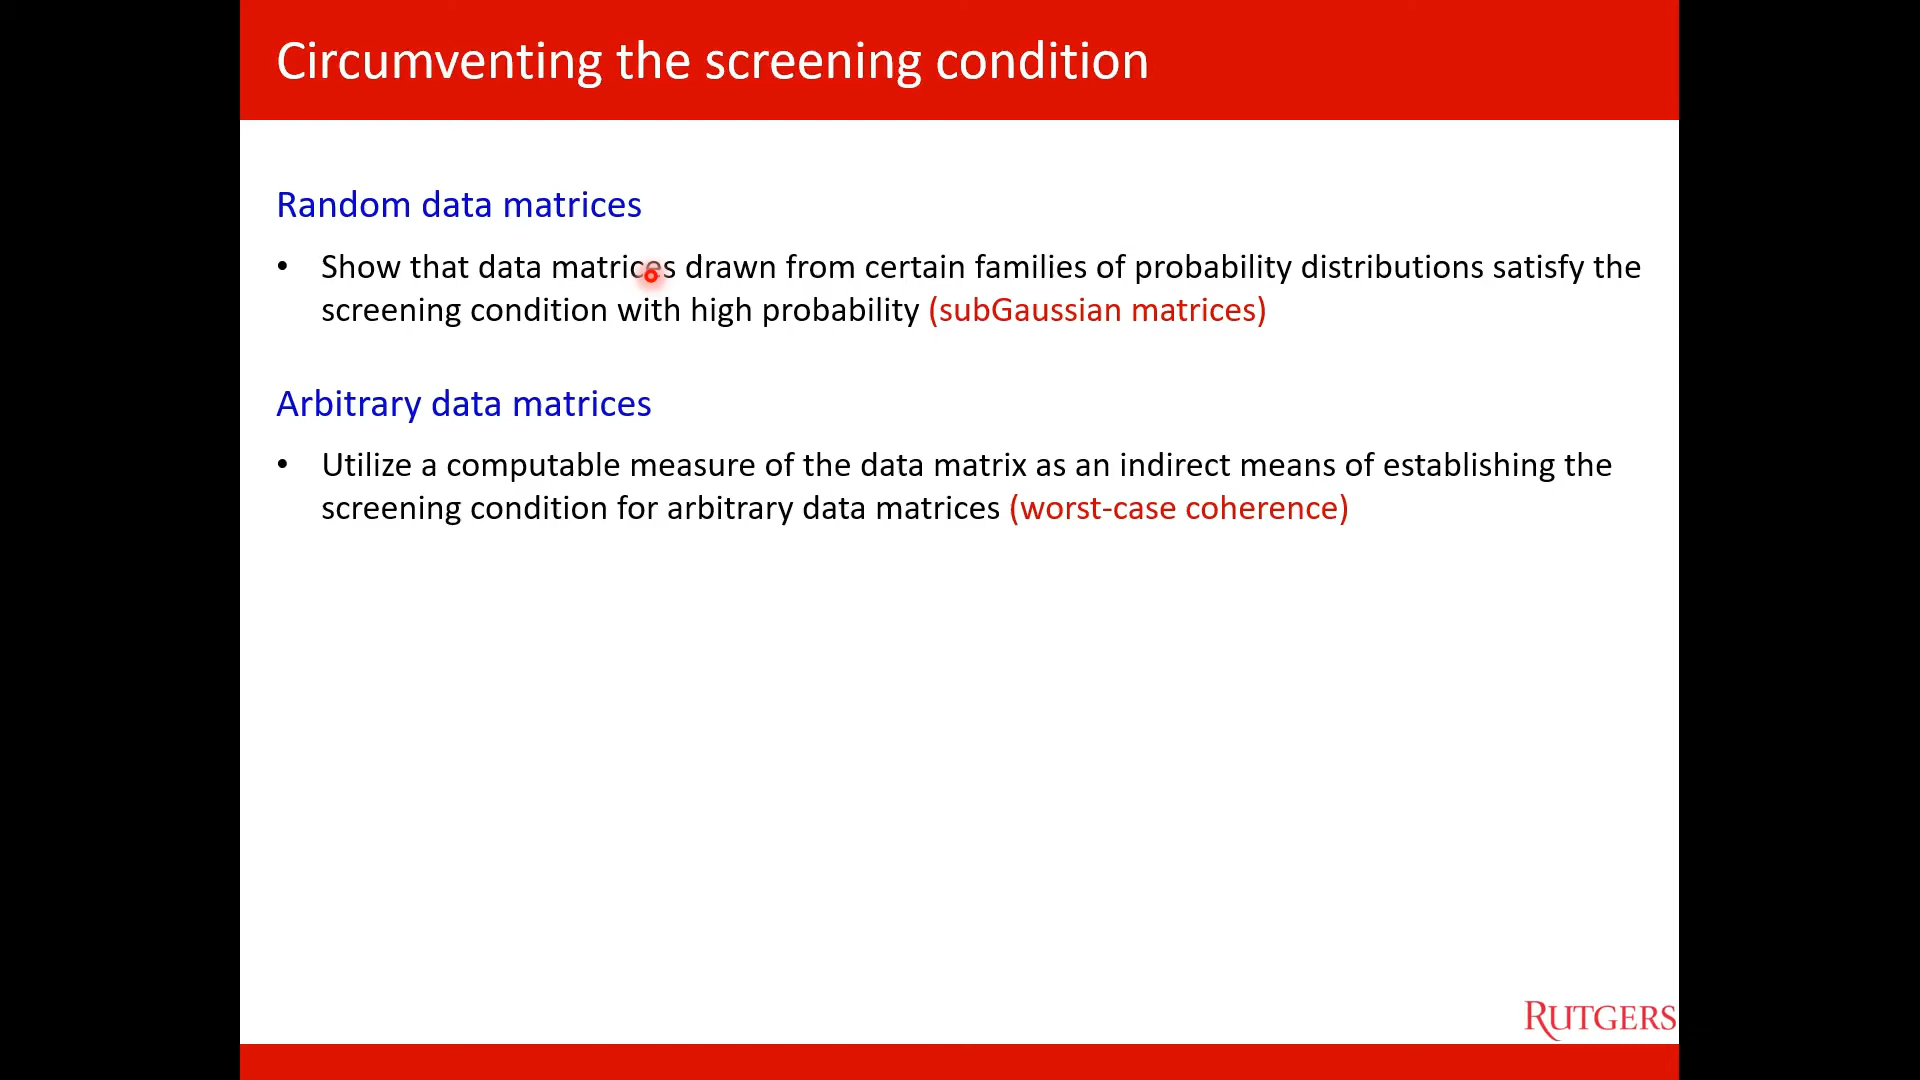 Circumventing the screening condition
Random data matrices
• Show that data matrices drawn from certain families of probability distributions satisfy the
screening condition with high probability (subGaussian matrices)
Arbitrary data matrices
• Utilize a computable measure of the data matrix as an indirect means of establishing the
screening condition for arbitrary data matrices (worst-case coherence)
RUTGERS